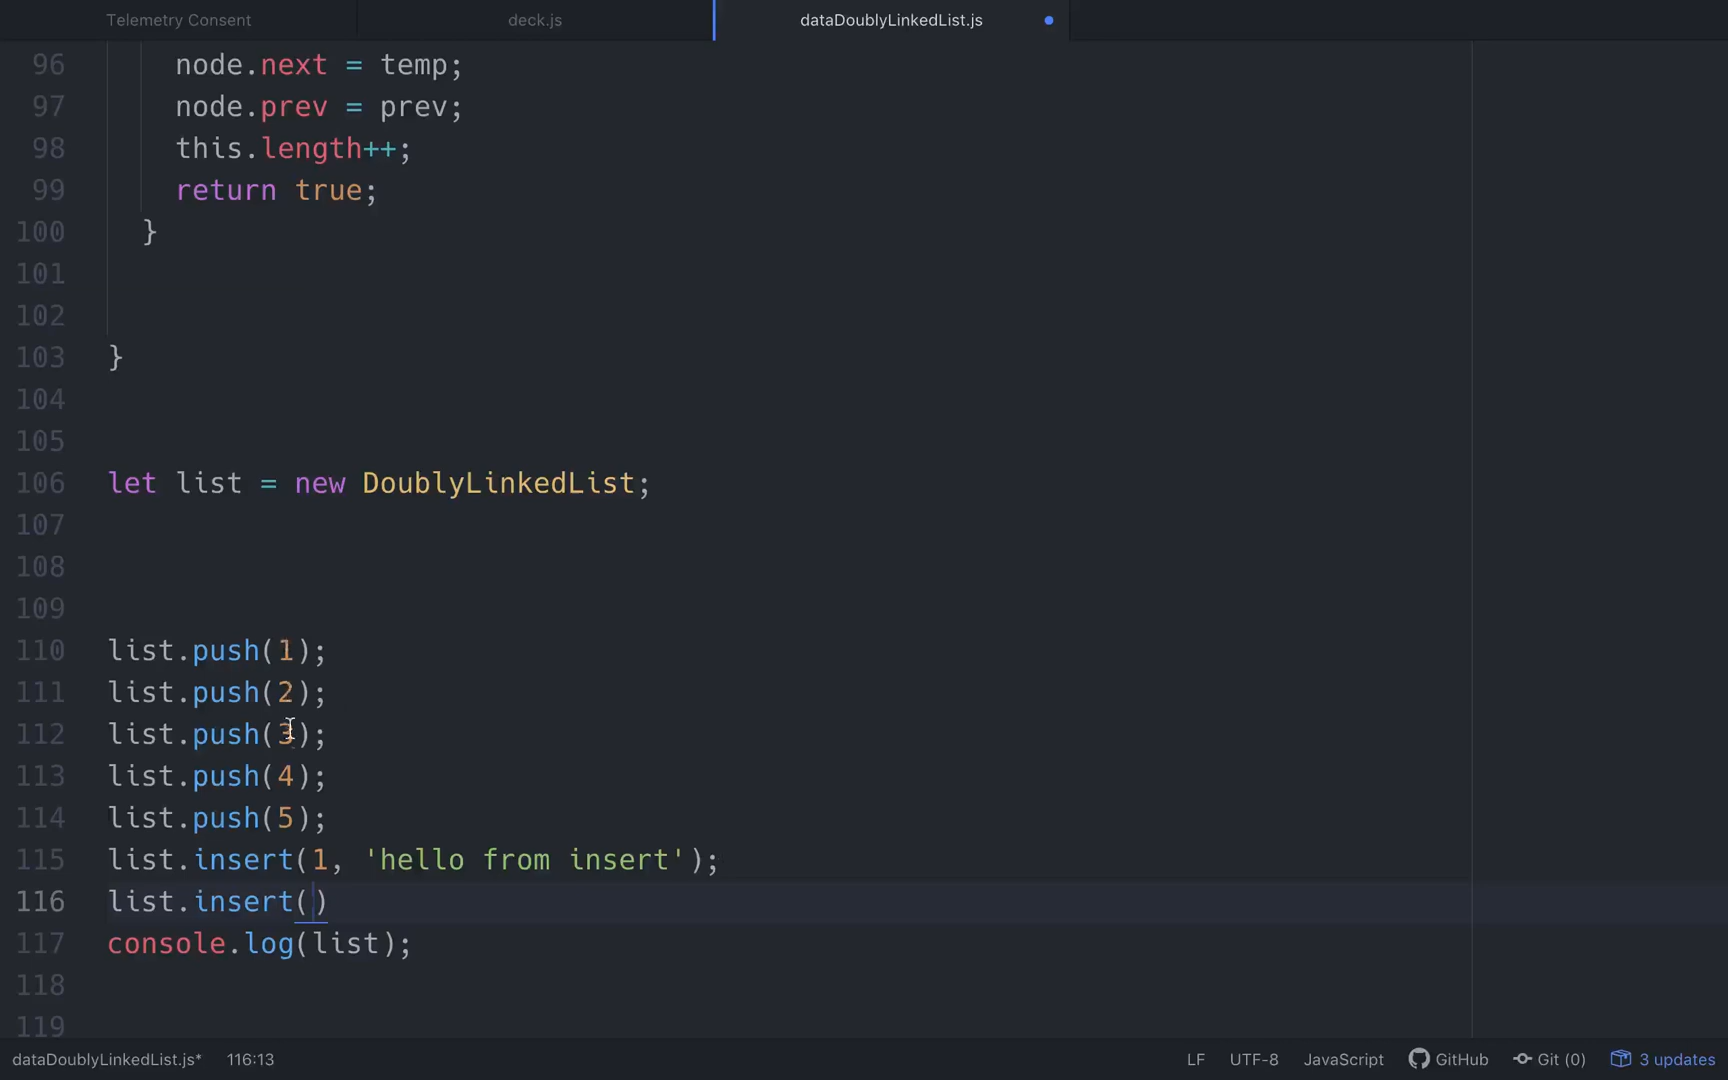 Telemetry Consent deck.js dataDoublyLinkedList.js
96 node.next = temp;
97 node.prev = prev;
98 this.length++;
99 return true;
100 }
101
102
103 }
104
105
106 let list = new DoublyLinkedList;
107
108
109
110 list.push(1);
111 list.push(2);
112 list.push(3);
113 list.push(4);
114 list.push(5);
115 list.insert(1, 'hello from insert');
116 list.insert()
117 console.log(list);
118
119
dataDoublyLinkedList.js* 116:13 LF UTF-8 JavaScript GitHub Git (0) 3 updates